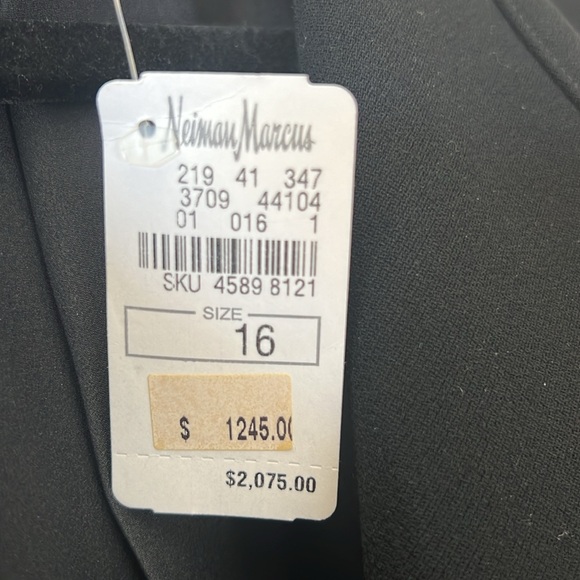 Neiman Marcus
219 41 347
3709 44104
01 016 1
SKU 4589 8121
SIZE
16
$ 1245.00
$2,075.00